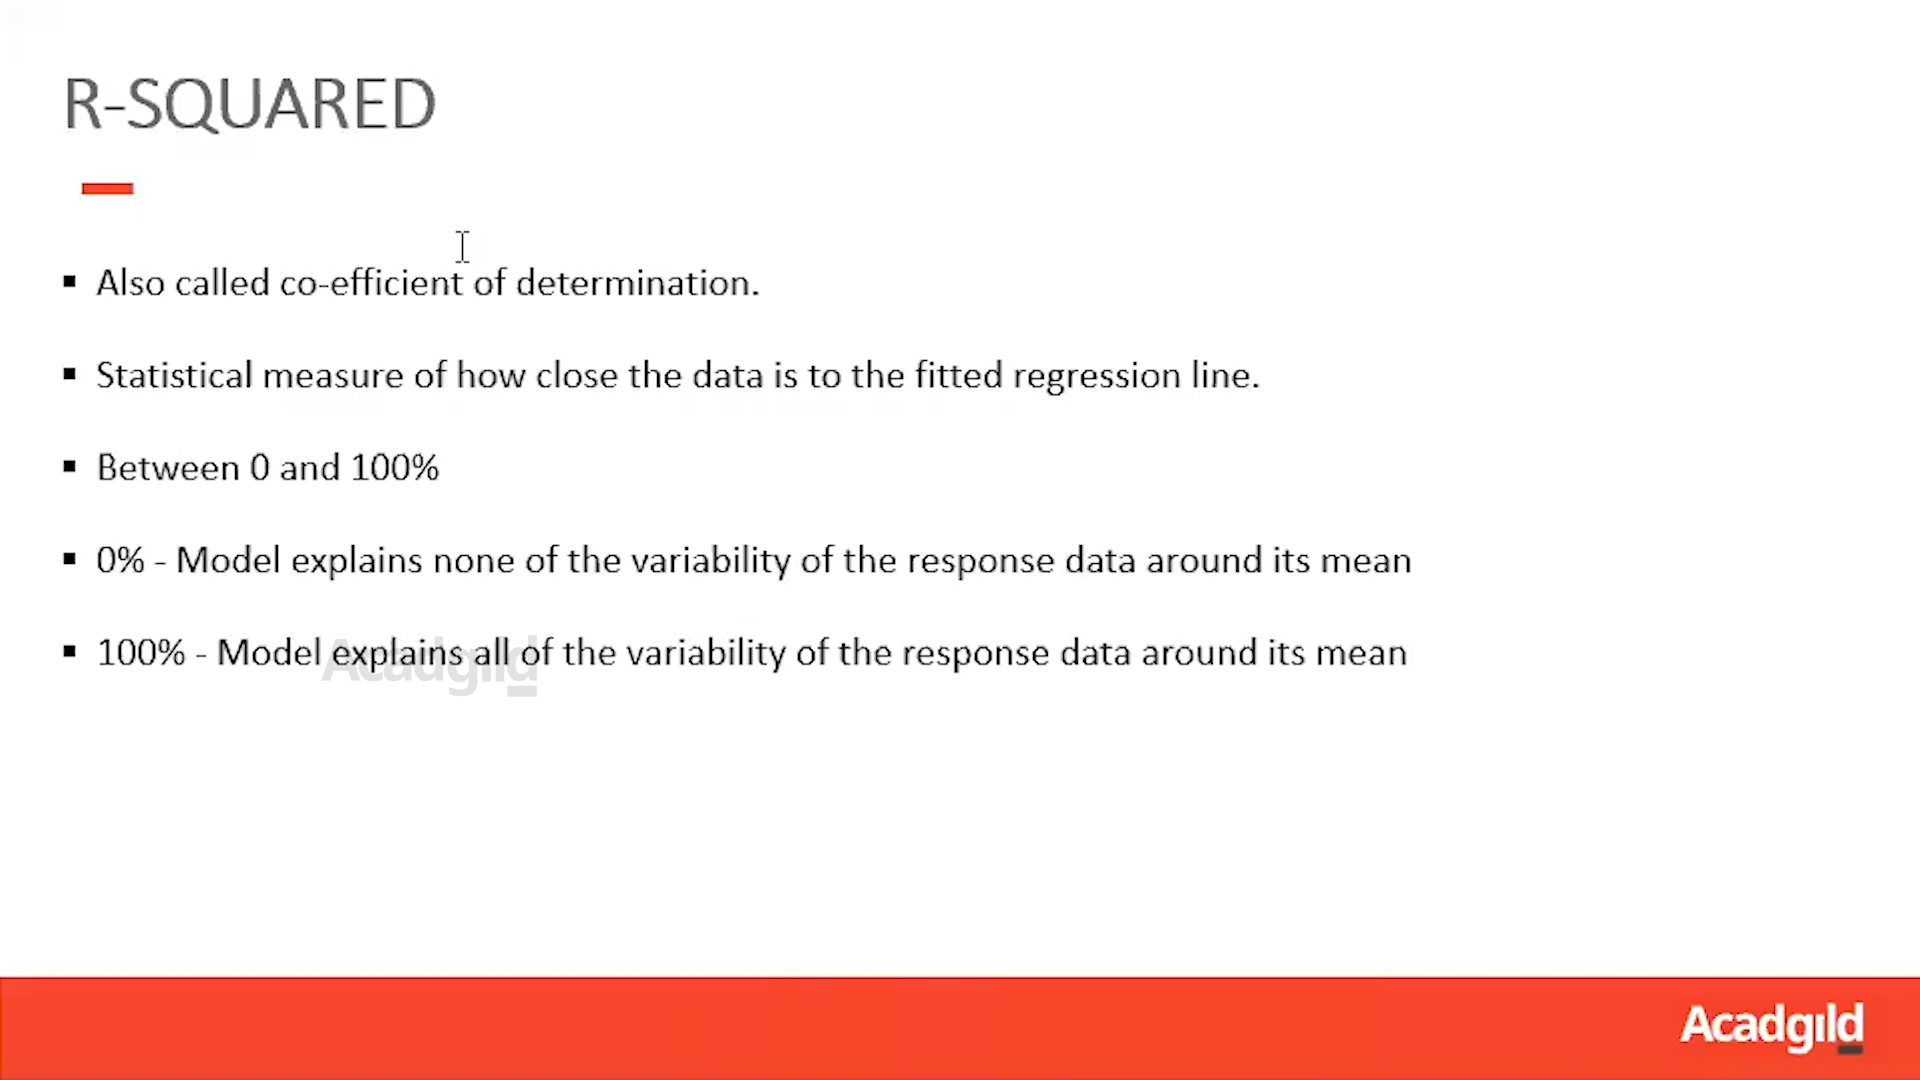 R-SQUARED
▪ Also called co-efficient of determination.
▪ Statistical measure of how close the data is to the fitted regression line.
▪ Between 0 and 100%
▪ 0% - Model explains none of the variability of the response data around its mean
▪ 100% - Model explains all of the variability of the response data around its mean
Acadgild
Acadgild